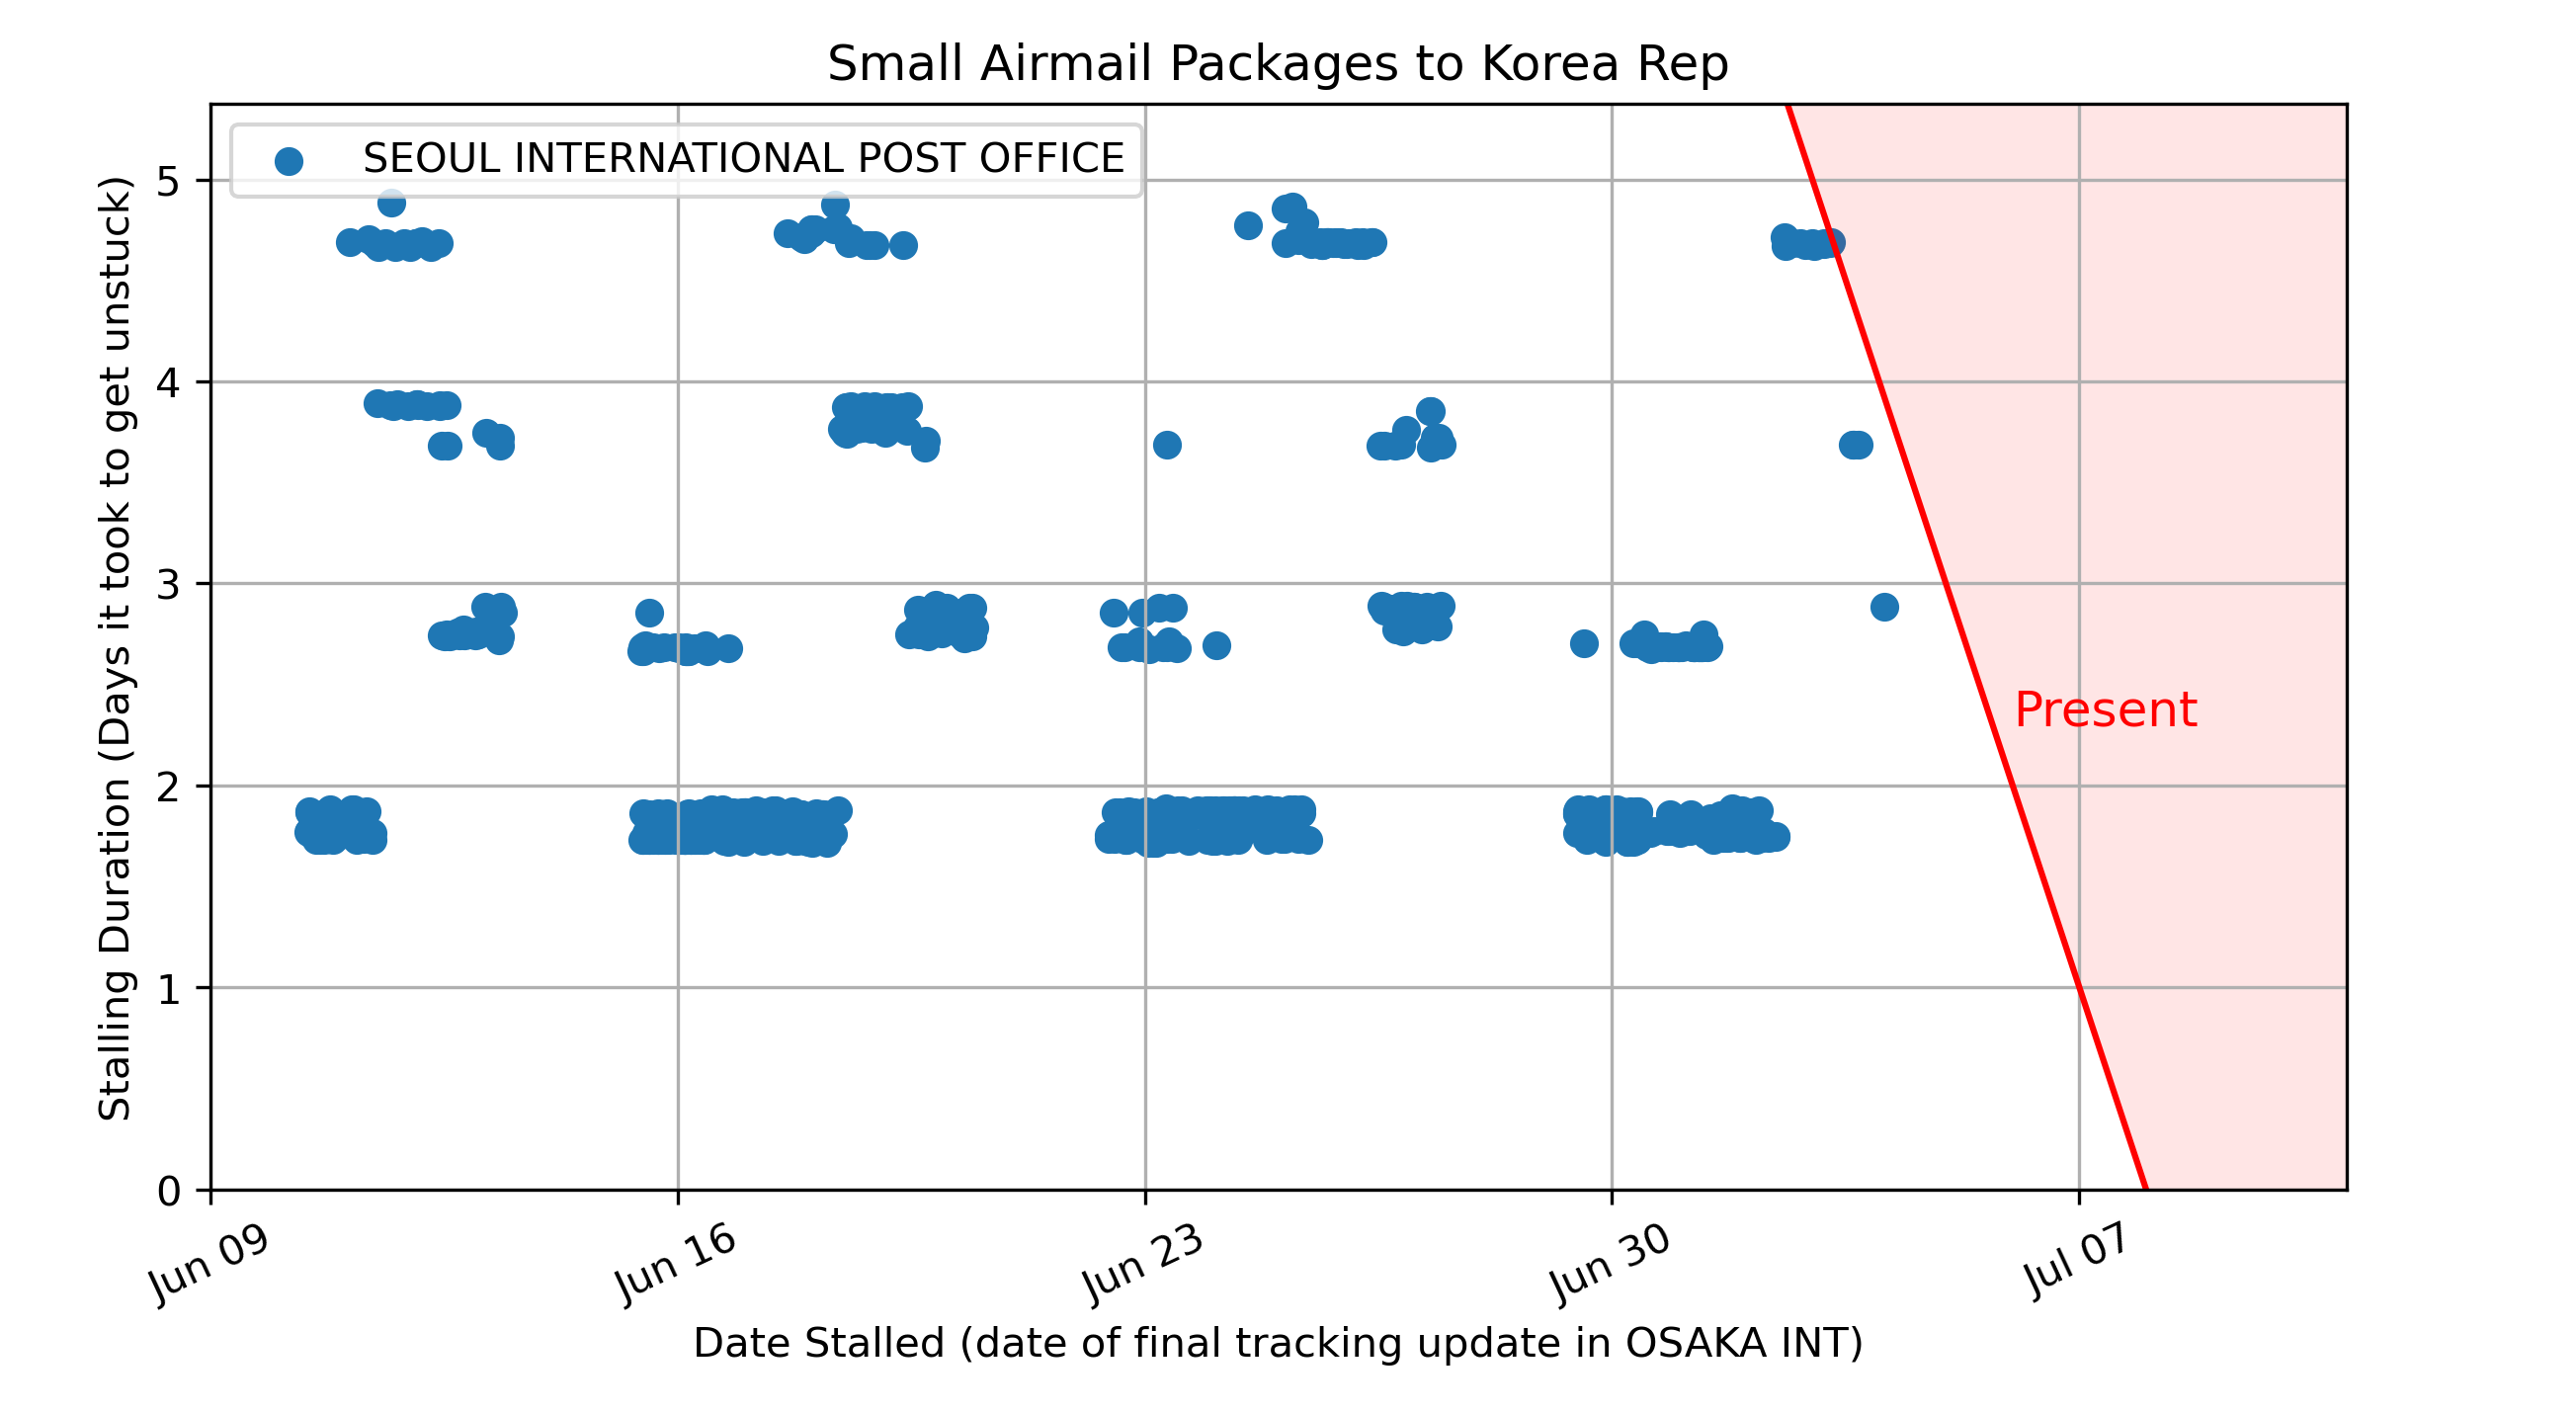 Small Airmail Packages to Korea Rep
SEOUL INTERNATIONAL POST OFFICE
Stalling Duration (Days it took to get unstuck)
5
4
3
2
1
0
Present
Jun 09
Jun 16
Jun 23
Jun 30
Jul 07
Date Stalled (date of final tracking update in OSAKA INT)